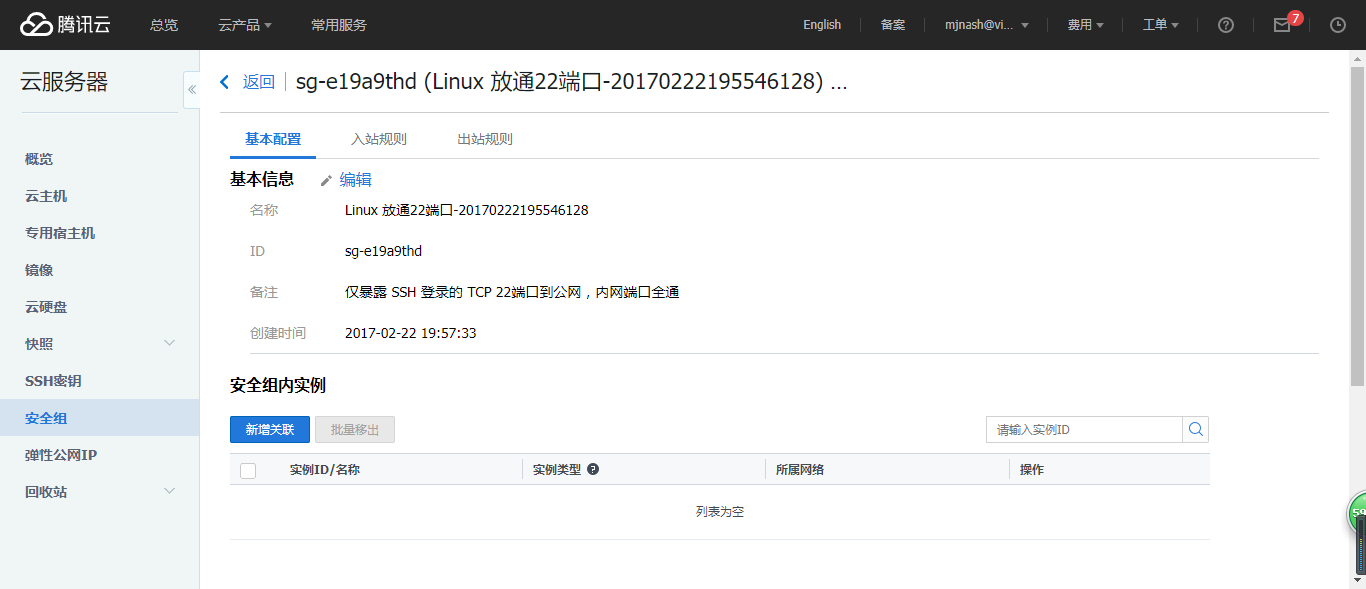 腾讯云 总览 云产品 常用服务 English 备案 mjnash@vi... 费用 工单 7
云服务器
返回 sg-e19a9thd (Linux 放通22端口-20170222195546128) ...
基本配置 入站规则 出站规则
概览
云主机
专用宿主机
镜像
云硬盘
快照
SSH密钥
安全组
弹性公网IP
回收站
基本信息 编辑
名称 Linux 放通22端口-20170222195546128
ID sg-e19a9thd
备注 仅暴露 SSH 登录的 TCP 22端口到公网，内网端口全通
创建时间 2017-02-22 19:57:33
安全组内实例
新增关联 批量移出 请输入实例ID
实例ID/名称 实例类型 所属网络 操作
列表为空